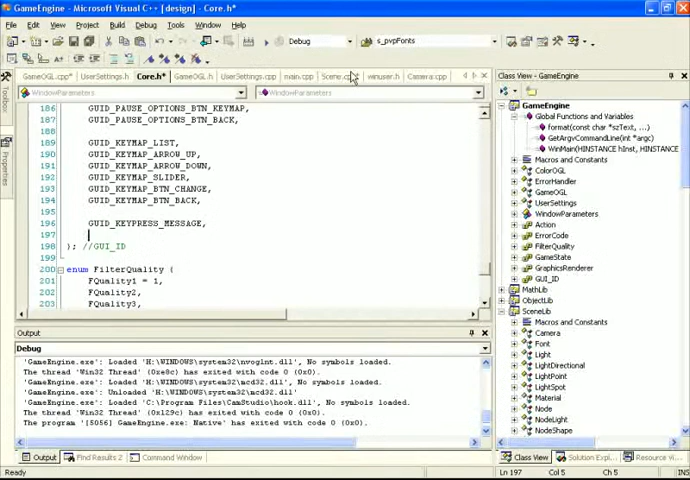 GameEngine - Microsoft Visual C++ [design] - Core.h*
File Edit View Project Build Debug Tools Window Help
Debug s_pvpFonts
GameOGL.cpp* UserSettings.h Core.h* GameOGL.h UserSettings.cpp main.cpp Scene.cpp winuser.h Camera.cpp
WindowParameters WindowParameters
186 GUID_PAUSE_OPTIONS_BTN_KEYMAP,
187 GUID_PAUSE_OPTIONS_BTN_BACK,
188
189 GUID_KEYMAP_LIST,
190 GUID_KEYMAP_ARROW_UP,
191 GUID_KEYMAP_ARROW_DOWN,
192 GUID_KEYMAP_SLIDER,
193 GUID_KEYMAP_BTN_CHANGE,
194 GUID_KEYMAP_BTN_BACK,
195
196 GUID_KEYPRESS_MESSAGE,
197
198 }; //GUI_ID
199
200 enum FilterQuality {
201 FQuality1 = 1,
202 FQuality2,
203 FQuality3,
Toolbox
Properties
Class View - GameEngine
GameEngine
Global Functions and Variables
format(const char *szText, ...)
GetArgvCommandLine(int *argc)
WinMain(HINSTANCE hInst, HINSTANCE
Macros and Constants
ColorOGL
ErrorHandler
GameOGL
UserSettings
WindowParameters
Action
ErrorCode
FilterQuality
GameState
GraphicsRenderer
GUI_ID
MathLib
ObjectLib
SceneLib
Macros and Constants
Camera
Font
Light
LightDirectional
LightPoint
LightSpot
Material
Node
NodeLight
NodeShape
Output
Debug
'GameEngine.exe': Loaded 'H:\WINDOWS\system32\nvoglnt.dll', No symbols loaded.
The thread 'Win32 Thread' (0xe0c) has exited with code 0 (0x0).
'GameEngine.exe': Loaded 'H:\WINDOWS\system32\mcd32.dll', No symbols loaded.
'GameEngine.exe': Unloaded 'H:\WINDOWS\system32\mcd32.dll'
'GameEngine.exe': Loaded 'C:\Program Files\CamStudio\hook.dll', No symbols loaded.
The thread 'Win32 Thread' (0x129c) has exited with code 0 (0x0).
The program '[5056] GameEngine.exe: Native' has exited with code 0 (0x0).
Output Find Results 2 Command Window
Class View Solution Expl... Resource vi...
Ready Ln 197 Col 5 Ch 5 INS